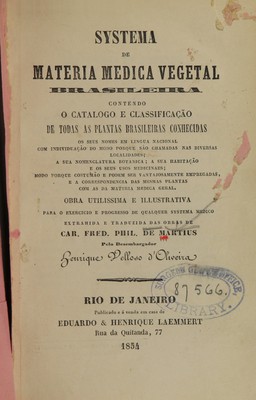 SYSTEMA
DE
MATERIA MEDICA VEGETAL
BRASILEIRA
CONTENDO
O CATALOGO E CLASSIFICAÇÃO
DE TODAS AS PLANTAS BRASILEIRAS CONHECIDAS
OS SEUS NOMES EM LINGUA NACIONAL
COM INDIVIDUAÇÃO DO NOME PORQUE SÃO CHAMADAS NAS DIVERSAS
LOCALIDADES;
A SUA NOMENCLATURA BOTANICA; A SUA HABITAÇÃO
E OS SEUS USOS MEDICINAES;
MODO PORQUE COSTUMÃO E PODEM SER VANTAJOSAMENTE EMPREGADAS,
E A CORRESPONDENCIA DAS MESMAS PLANTAS
COM AS DA MATERIA MEDICA GERAL.
OBRA UTILISSIMA E ILLUSTRATIVA
PARA O EXERCICIO E PROGRESSO DE QUALQUER SYSTEMA MEDICO
EXTRAHIDA E TRADUZIDA DAS OBRAS DE
CAR. FRED. PHIL. DE MARTIUS
Pelo Desembargador
Henrique Velloso d'Oliveira
87566.
LIBRARY.
RIO DE JANEIRO
Publicado e á venda em casa de
EDUARDO & HENRIQUE LAEMMERT
Rua da Quitanda, 77
1854